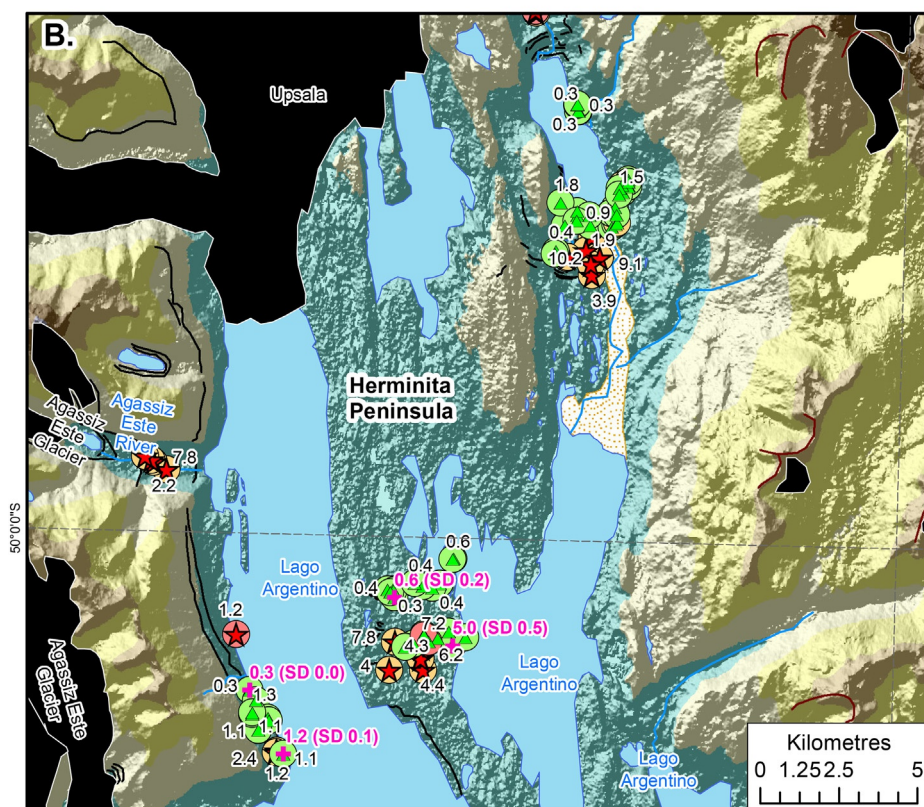 B.
Upsala
0.3
0.3
0.3
1.5
1.8
0.9
0.4
1.9
10.2
9.1
3.9
Herminita
Peninsula
Agassiz
Este
River
Agassiz
Este
Glacier
7.8
2.2
50°0'0"S
0.6
Lago
Argentino
0.4
0.4
0.6 (SD 0.2)
0.3
0.4
1.2
7.2
5.0 (SD 0.5)
7.8
4.3
6.2
4
4.4
Lago
Argentino
0.3 (SD 0.0)
0.3
1.3
1.1
1.1
1.2 (SD 0.1)
2.4
1.1
1.2
Agassiz Este
Glacier
Lago
Argentino
Kilometres
0 1.25 2.5 5